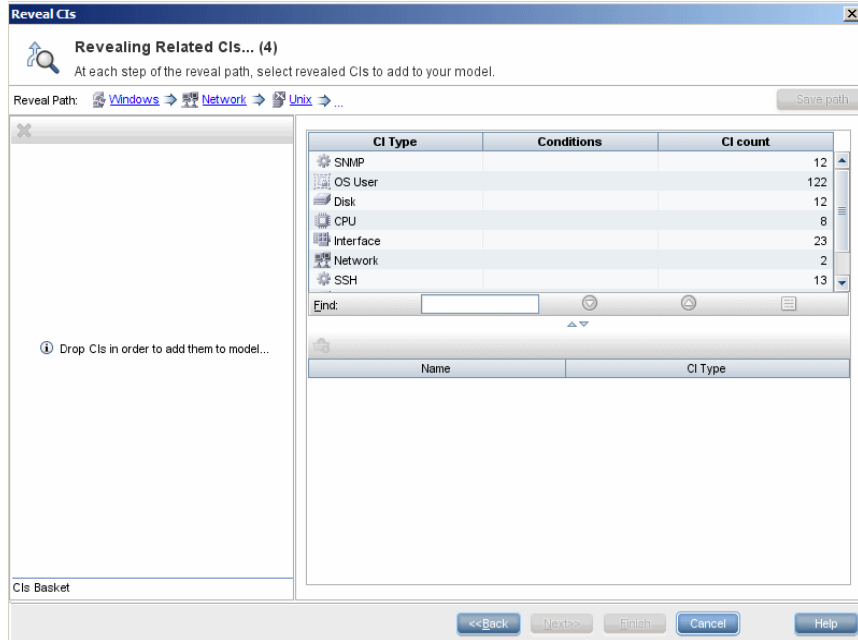 Reveal CIs
Revealing Related CIs... (4)
At each step of the reveal path, select revealed CIs to add to your model.
Reveal Path: Windows Network Unix ...
Save path
CI Type Conditions CI count
SNMP 12
OS User 122
Disk 12
CPU 8
Interface 23
Network 2
SSH 13
Find:
Drop CIs in order to add them to model...
Name CI Type
CIs Basket
<<Back Next>> Finish Cancel Help